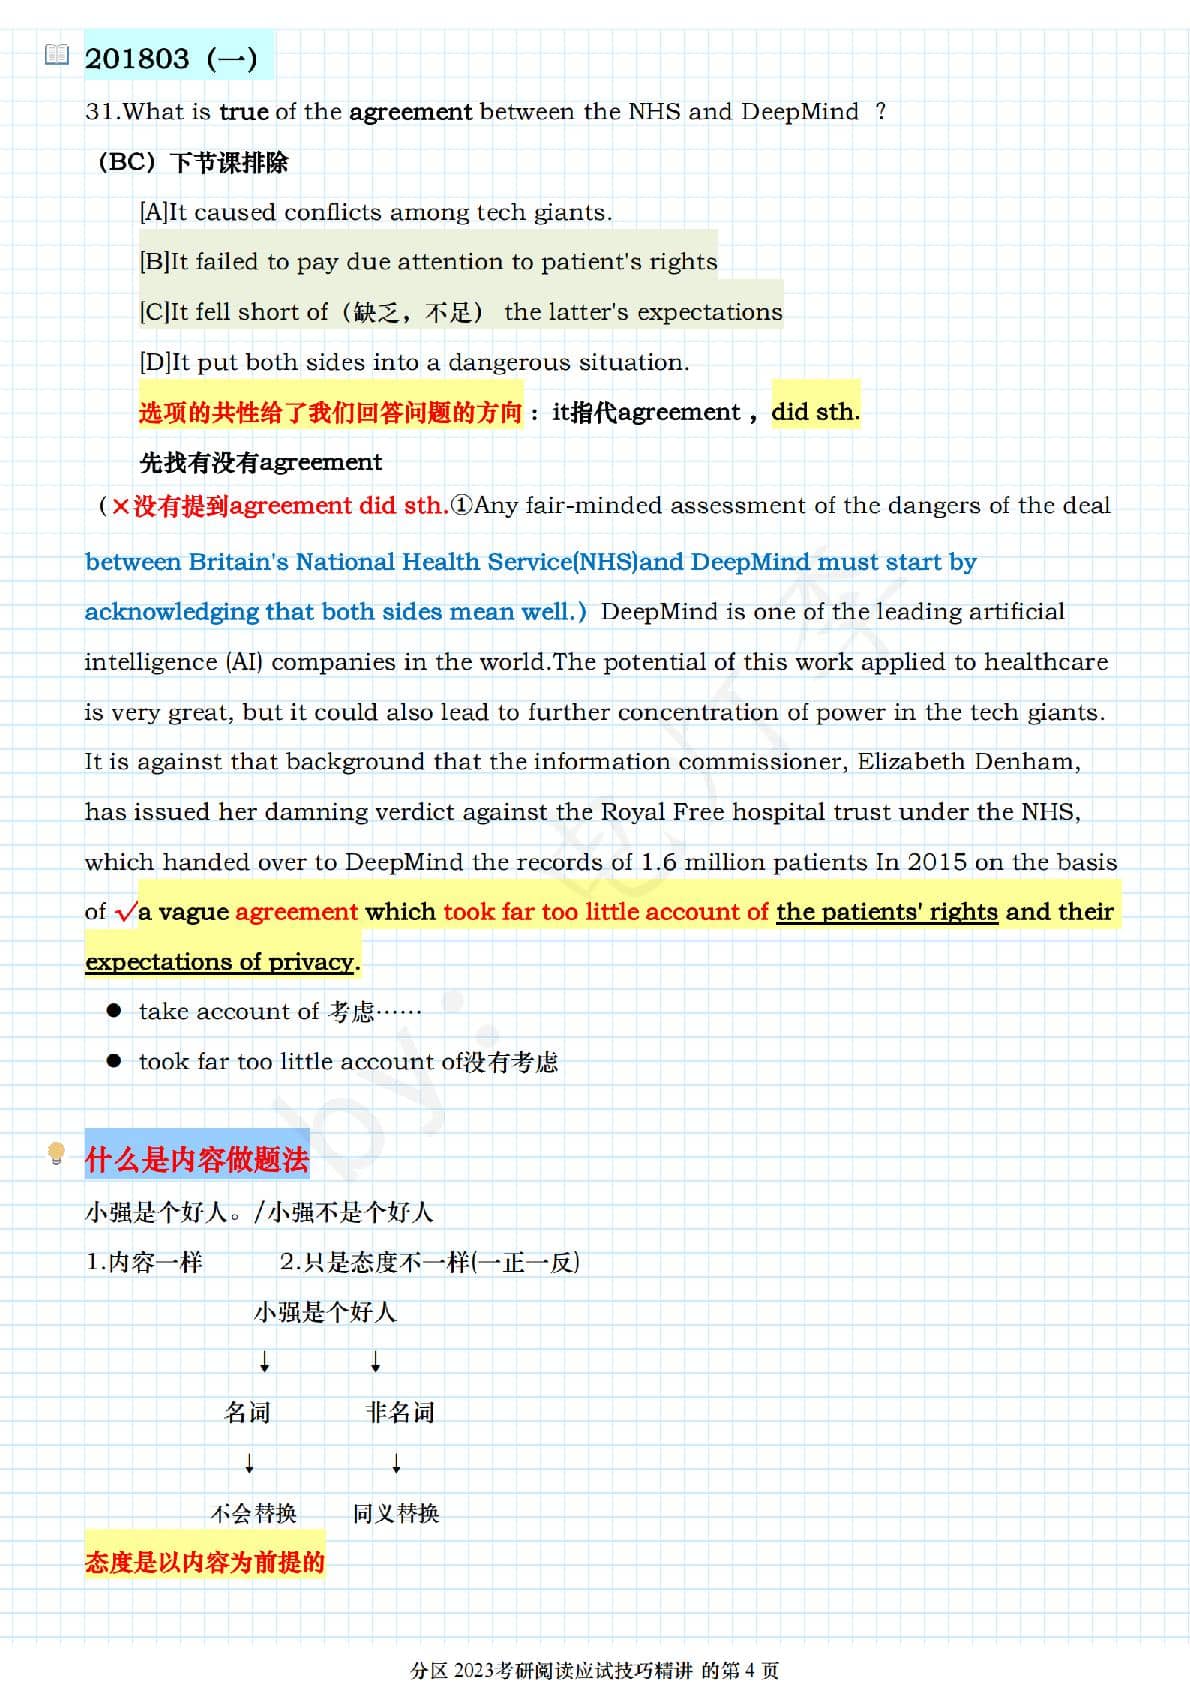 201803（一）
31.What is true of the agreement between the NHS and DeepMind ？
（BC）下节课排除
[A]It caused conflicts among tech giants.
[B]It failed to pay due attention to patient's rights
[C]It fell short of（缺乏，不足） the latter's expectations
[D]It put both sides into a dangerous situation.
选项的共性给了我们回答问题的方向：it指代agreement，did sth.
先找有没有agreement
（×没有提到agreement did sth.①Any fair-minded assessment of the dangers of the deal
between Britain's National Health Service(NHS)and DeepMind must start by
acknowledging that both sides mean well.）DeepMind is one of the leading artificial
intelligence (AI) companies in the world.The potential of this work applied to healthcare
is very great, but it could also lead to further concentration of power in the tech giants.
It is against that background that the information commissioner, Elizabeth Denham,
has issued her damning verdict against the Royal Free hospital trust under the NHS,
which handed over to DeepMind the records of 1.6 million patients In 2015 on the basis
of √a vague agreement which took far too little account of the patients' rights and their
expectations of privacy.
● take account of 考虑……
● took far too little account of没有考虑
什么是内容做题法
小强是个好人。/小强不是个好人
1.内容一样 2.只是态度不一样(一正一反)
小强是个好人
↓ ↓
名词 非名词
↓ ↓
不会替换 同义替换
态度是以内容为前提的
分区 2023考研阅读应试技巧精讲 的第 4 页